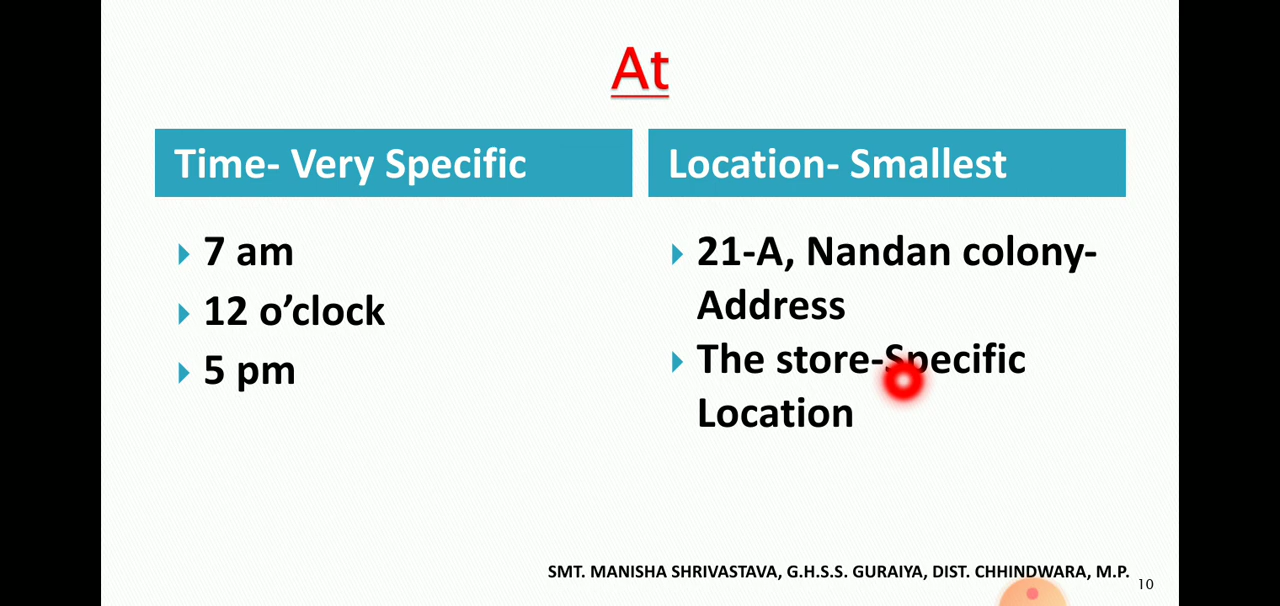 At
Time- Very Specific
7 am
12 o’clock
5 pm
Location- Smallest
21-A, Nandan colony-
Address
The store-Specific
Location
SMT. MANISHA SHRIVASTAVA, G.H.S.S. GURAIYA, DIST. CHHINDWARA, M.P.
10